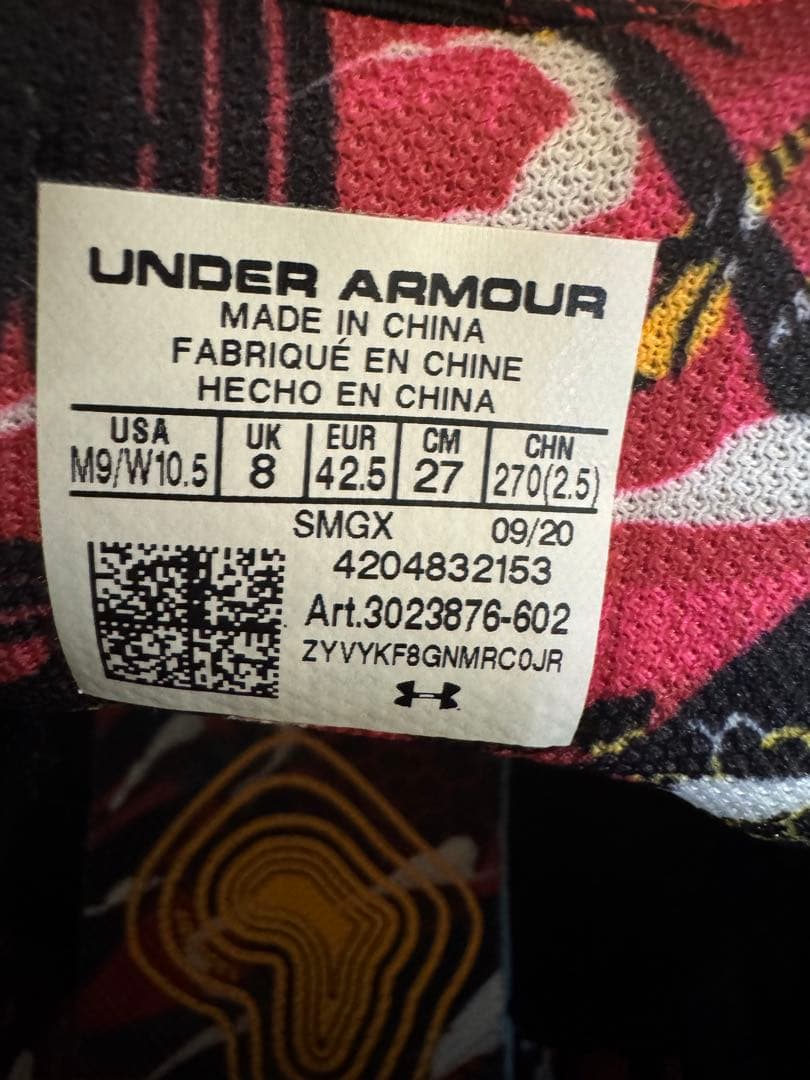 UNDER ARMOUR
MADE IN CHINA
FABRIQUÉ EN CHINE
HECHO EN CHINA
USA UK EUR CM CHN
M9/W10.5 8 42.5 27 270(2.5)
SMGX 09/20
4204832153
Art.3023876-602
ZYVYKF8GNMRC0JR